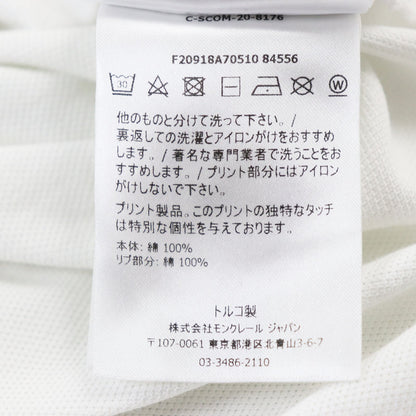 C-SCOM-20-8176
F20918A70510 84556
30
W
他のものと分けて洗って下さい。/
裏返しての洗濯とアイロンがけをおすすめ
します。./ 著名な専門業者で洗うことをお
すすめします。/ プリント部分にはアイロン
がけしないで下さい。
プリント製品。このプリントの独特なタッチ
は特別な個性を与えております。.
本体: 綿 100%
リブ部分: 綿 100%
トルコ製
株式会社モンクレール ジャパン
〒107-0061
東京都港区北青山3-6-7
03-3486-2110